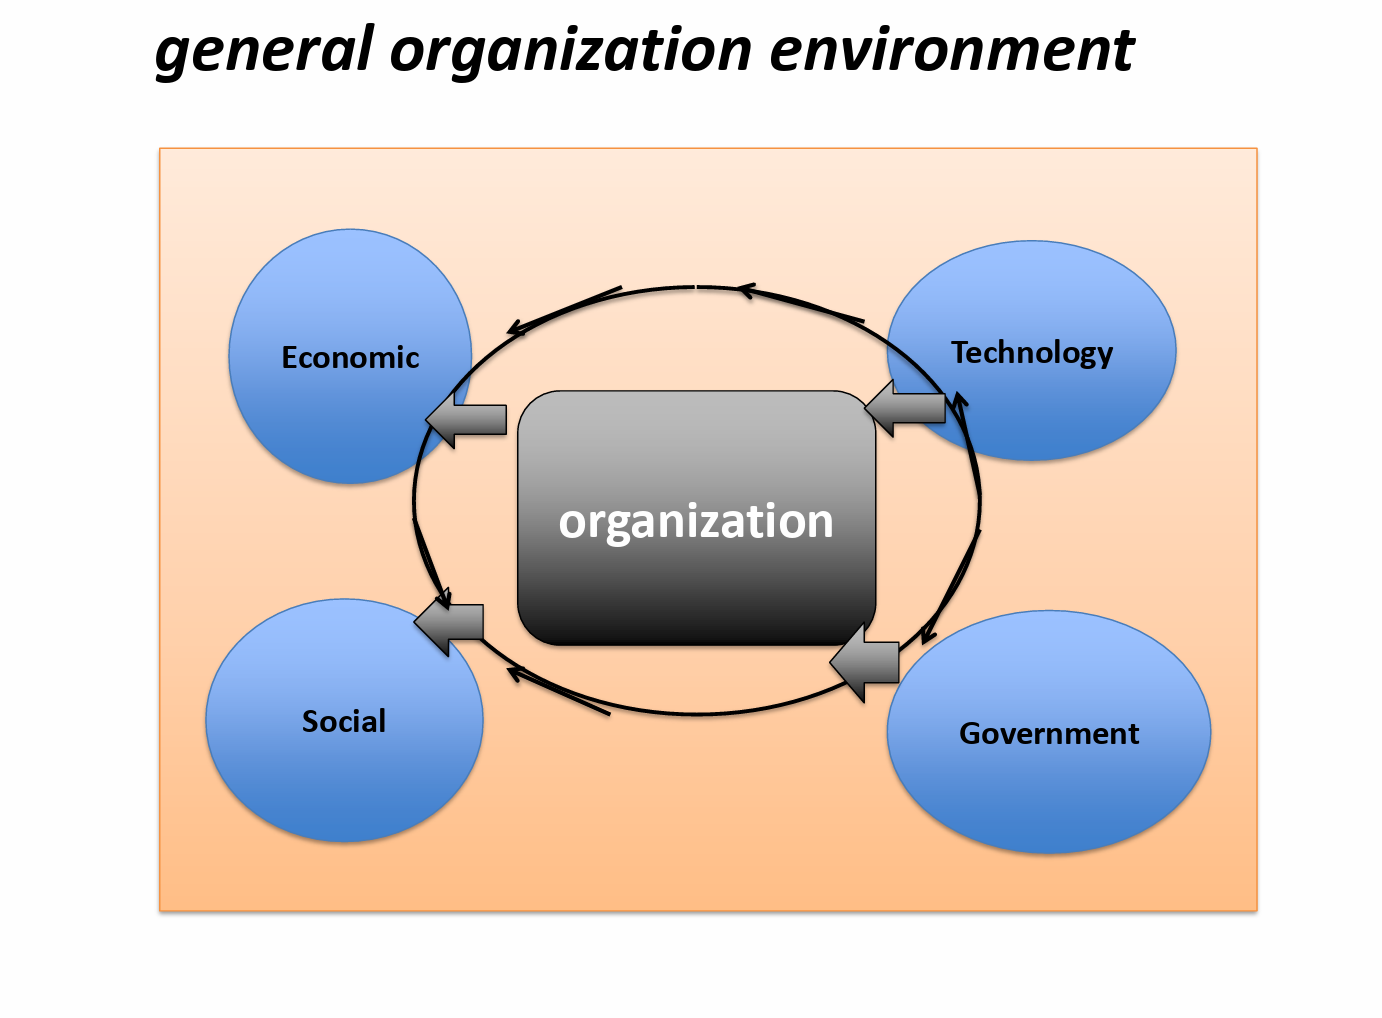 general organization environment
Economic
Technology
organization
Social
Government